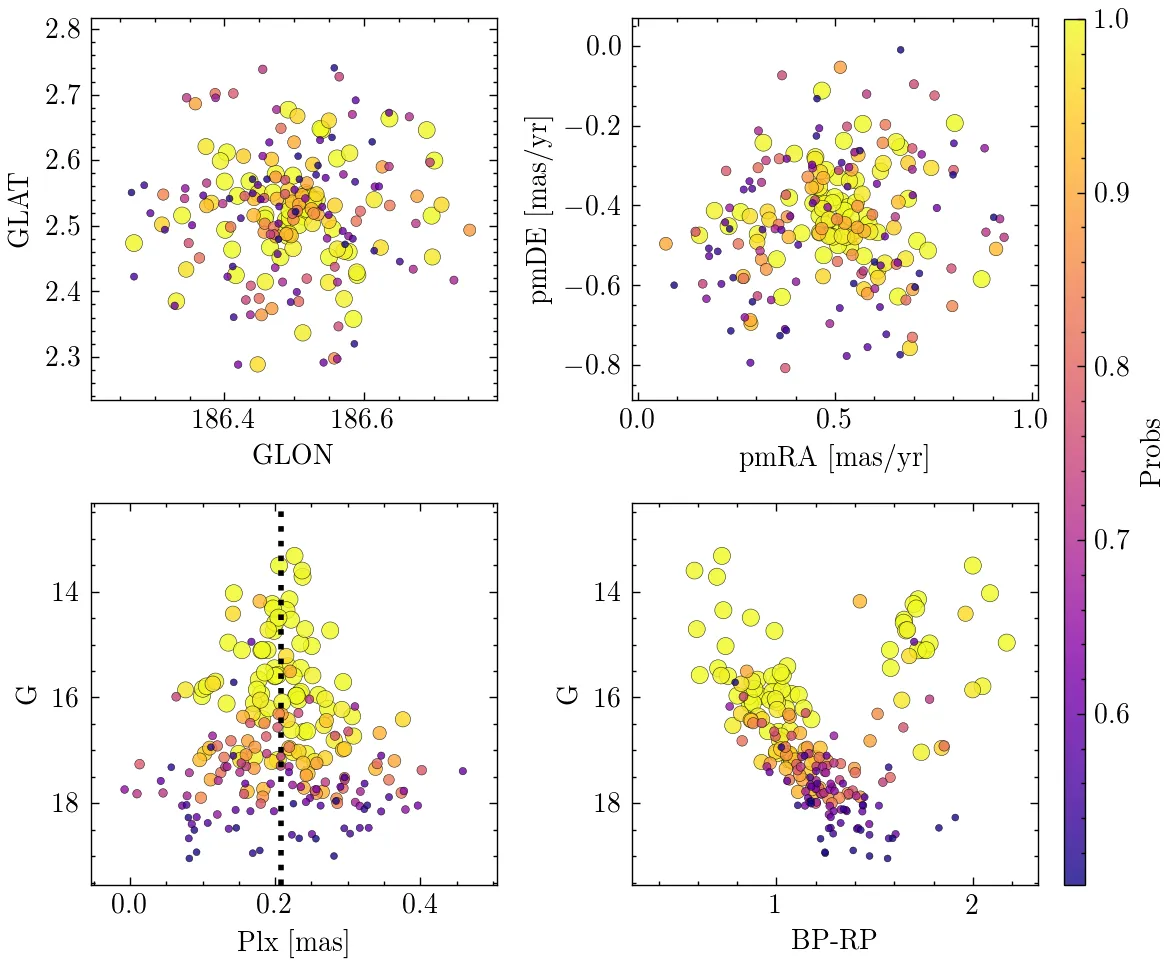 2.8
2.7
2.6
2.5
2.4
2.3
GLAT
186.4 186.6
GLON
0.0
−0.2
−0.4
−0.6
−0.8
pmDE [mas/yr]
0.0 0.5 1.0
pmRA [mas/yr]
14
16
18
G
0.0 0.2 0.4
Plx [mas]
14
16
18
G
1 2
BP-RP
1.0
0.9
0.8
0.7
0.6
Probs